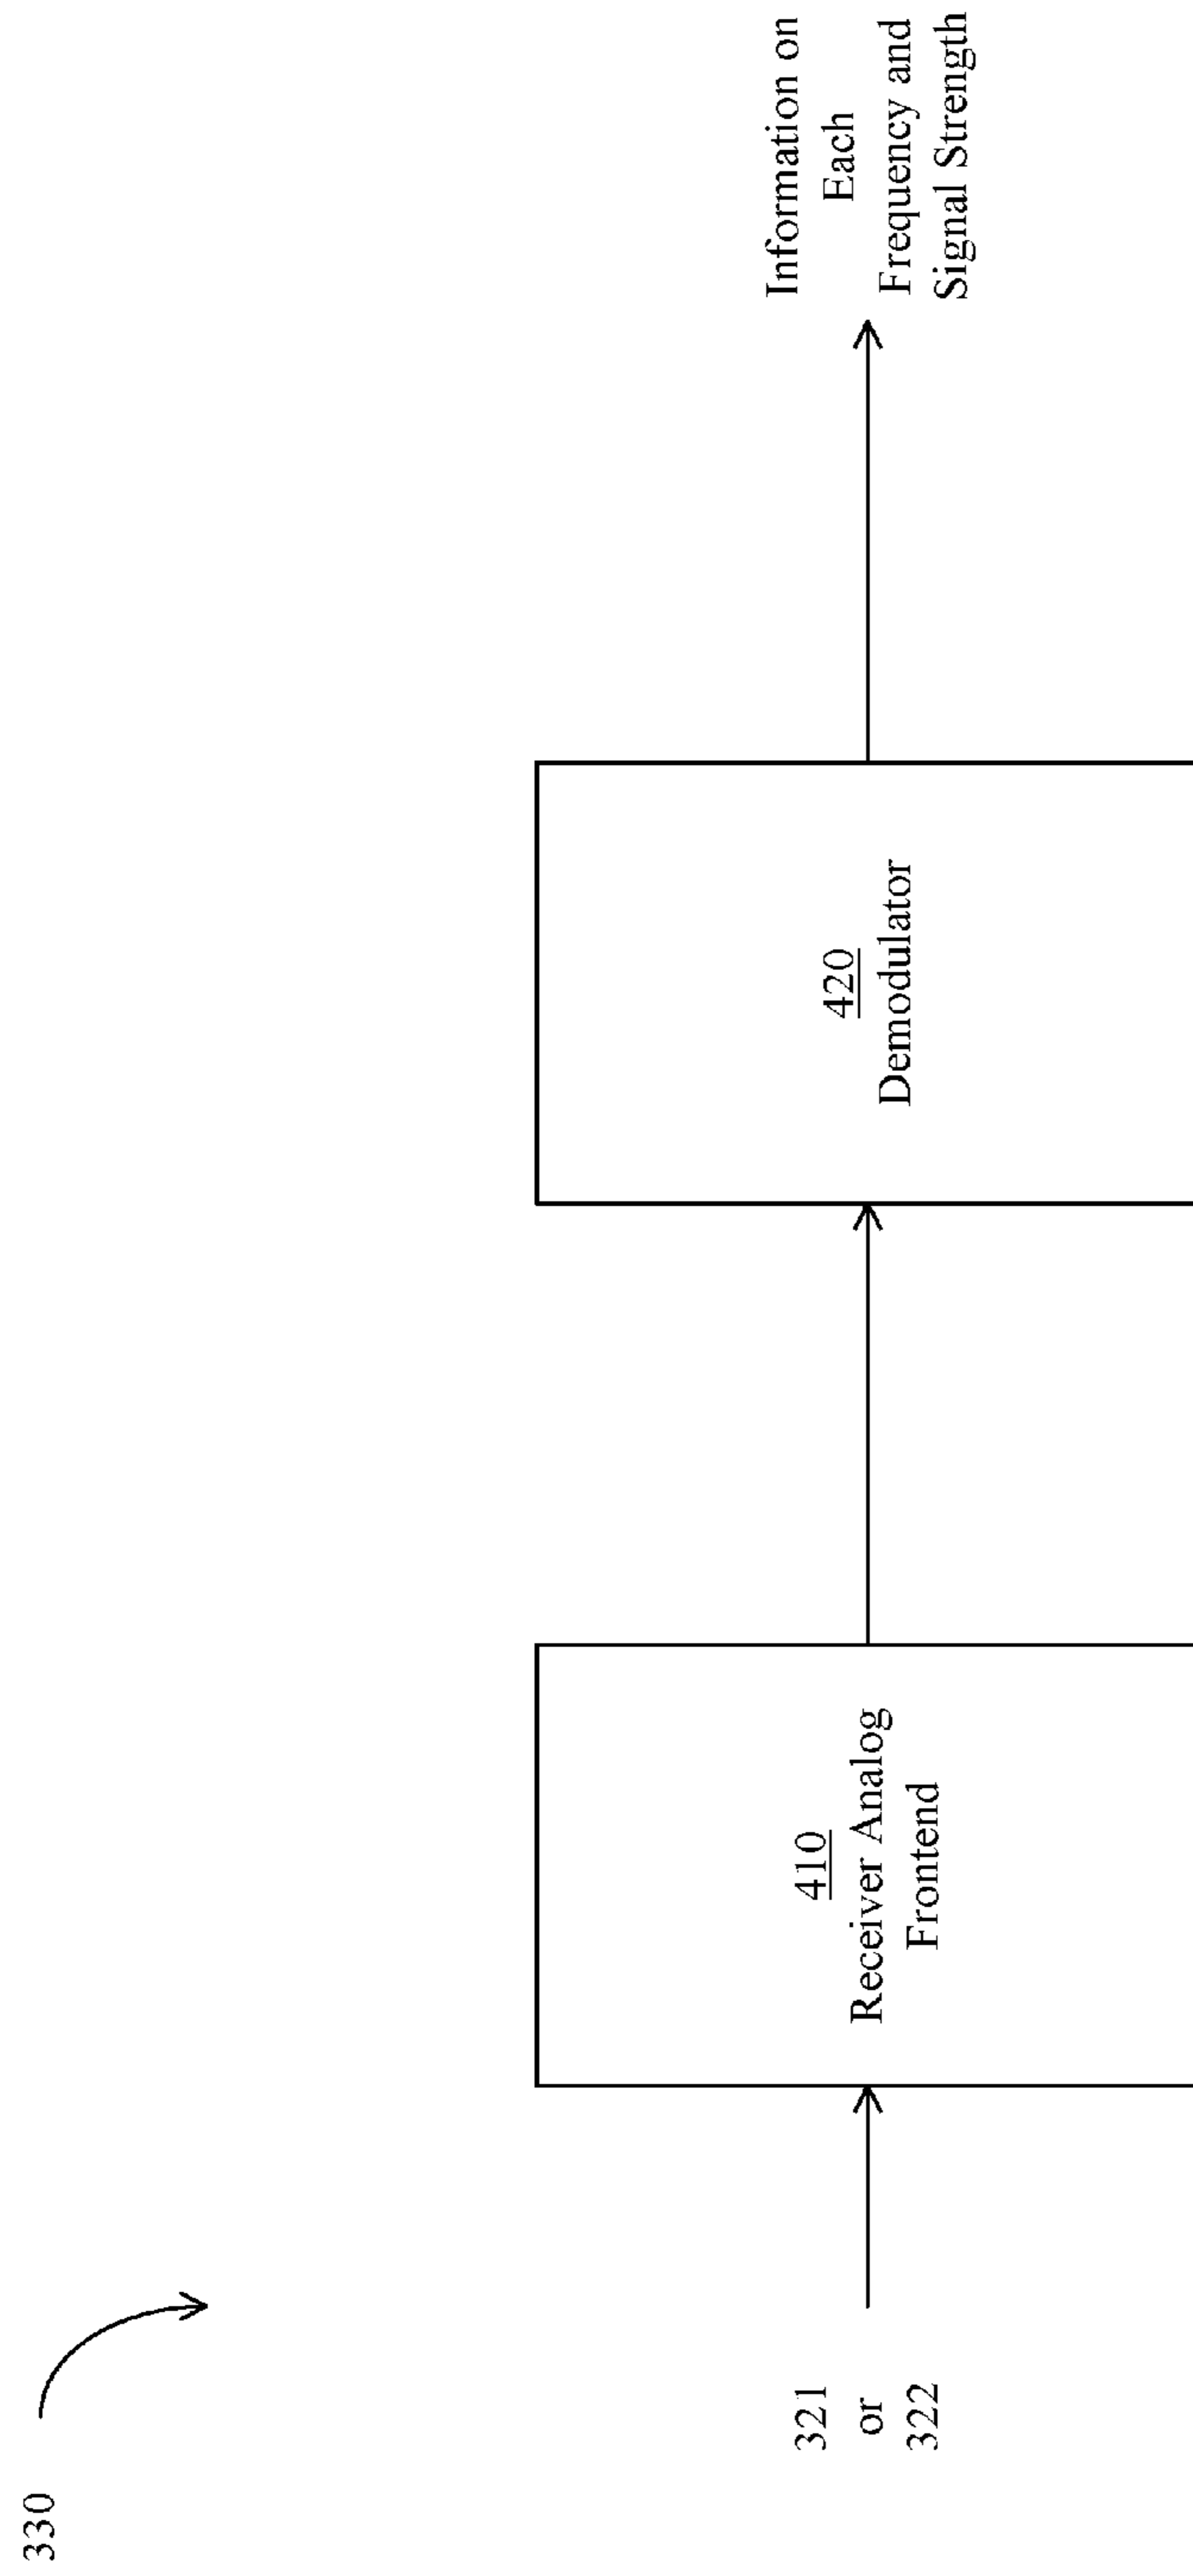 330
321
or
322
410
Receiver Analog
Frontend
420
Demodulator
Information on
Each
Frequency and
Signal Strength